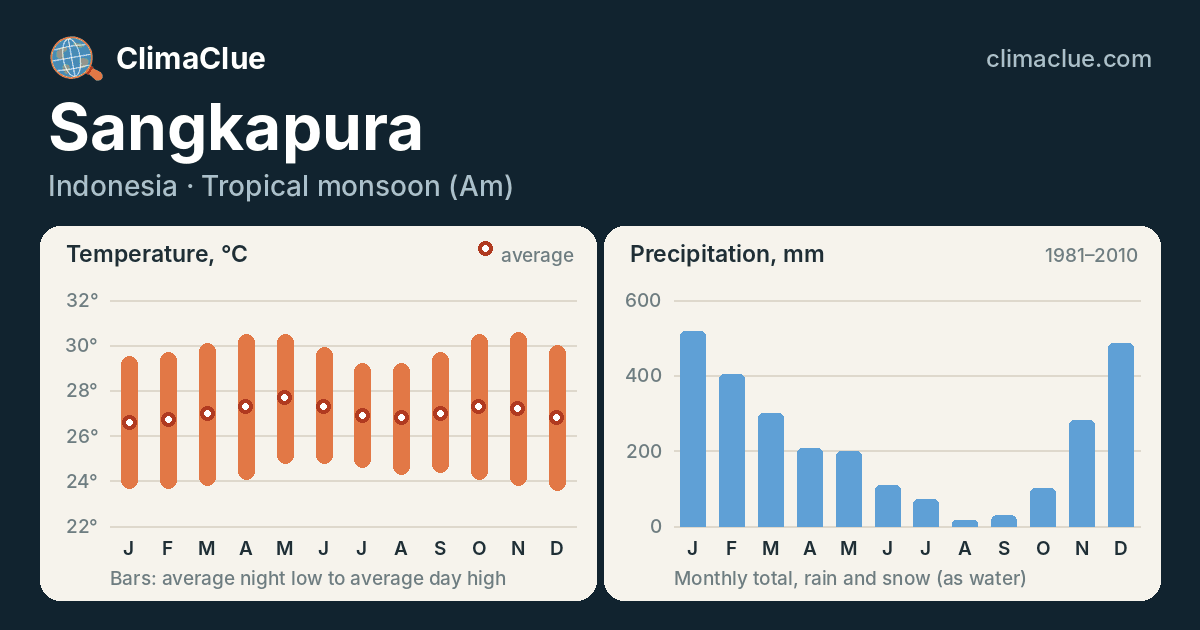 ClimaClue
climaclue.com
Sangkapura
Indonesia · Tropical monsoon (Am)
Temperature, °C
average
32°
30°
28°
26°
24°
22°
J F M A M J J A S O N D
Bars: average night low to average day high
Precipitation, mm
1981–2010
600
400
200
0
J F M A M J J A S O N D
Monthly total, rain and snow (as water)